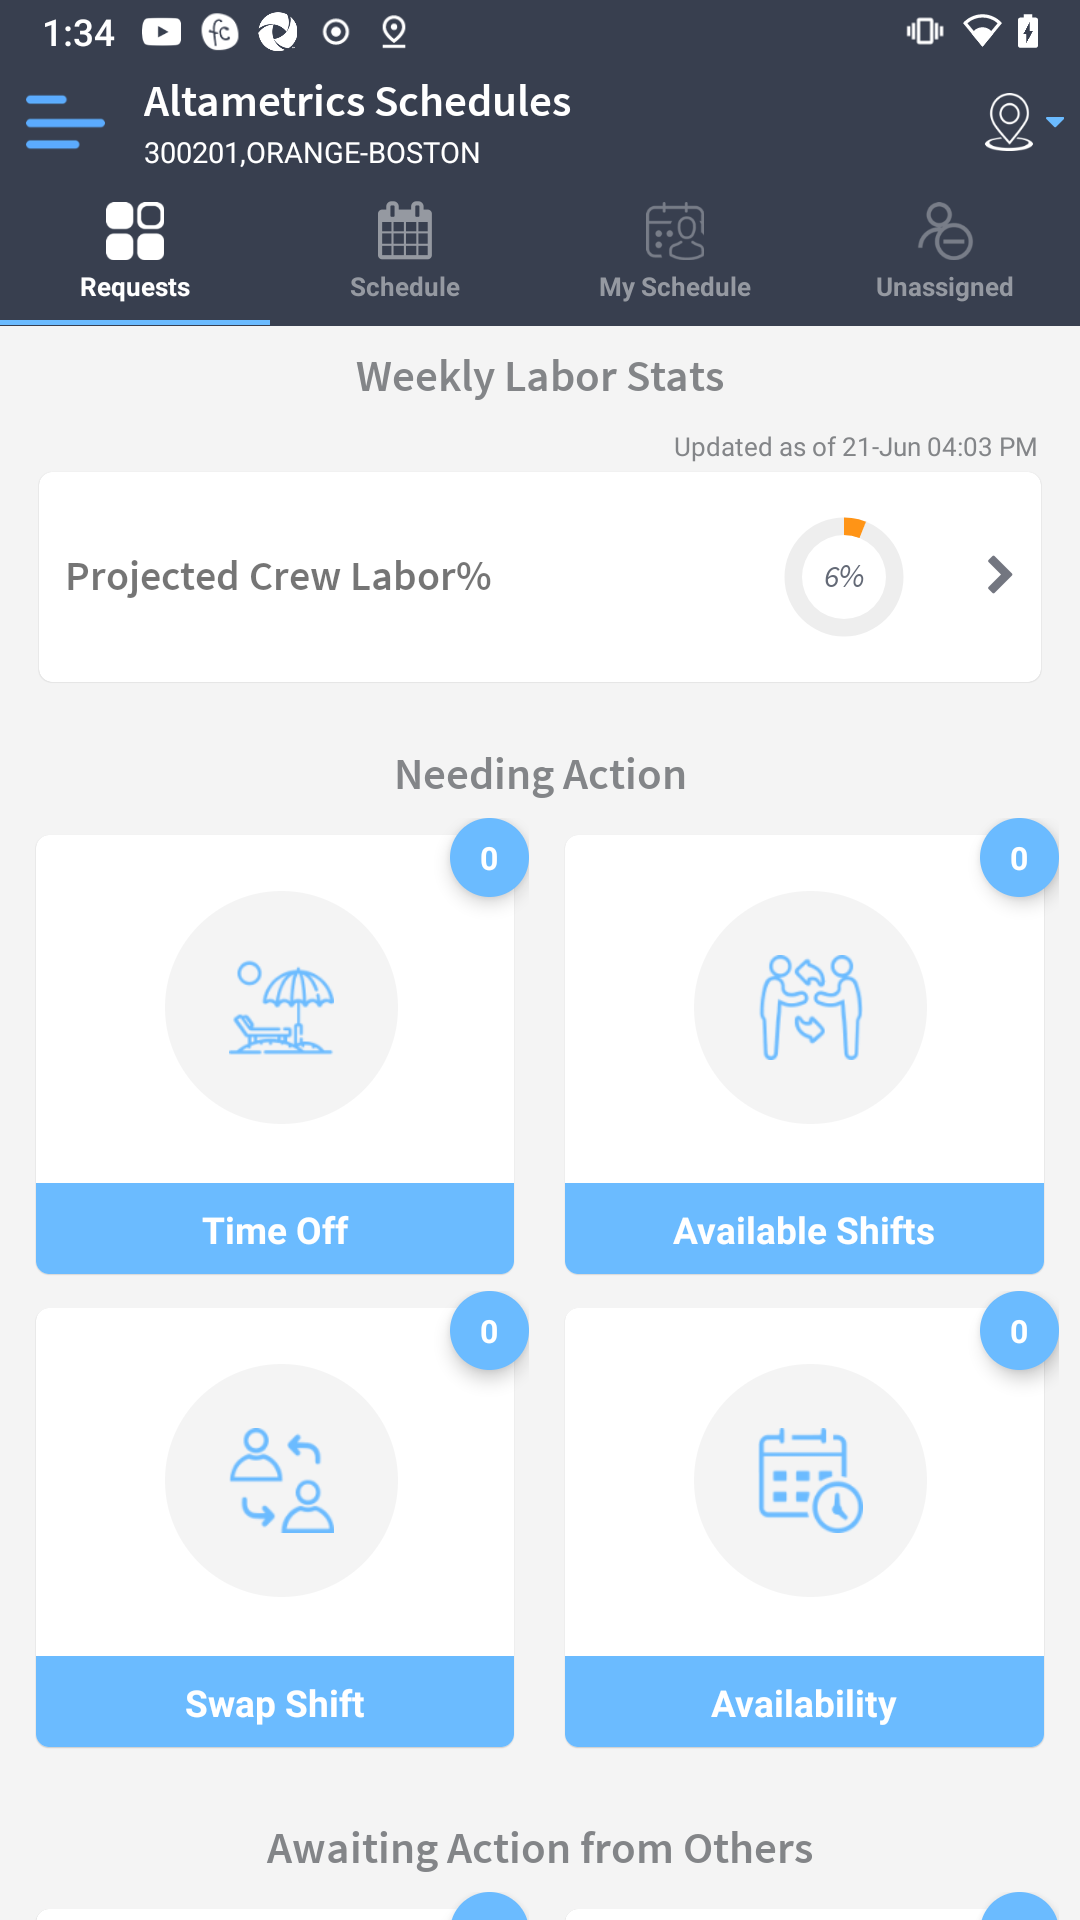 1:34
Altametrics Schedules
300201,ORANGE-BOSTON
Requests
Schedule
My Schedule
Unassigned
Weekly Labor Stats
Updated as of 21-Jun 04:03 PM
Projected Crew Labor%
6%
Needing Action
0
0
Time Off
Available Shifts
0
0
Swap Shift
Availability
Awaiting Action from Others